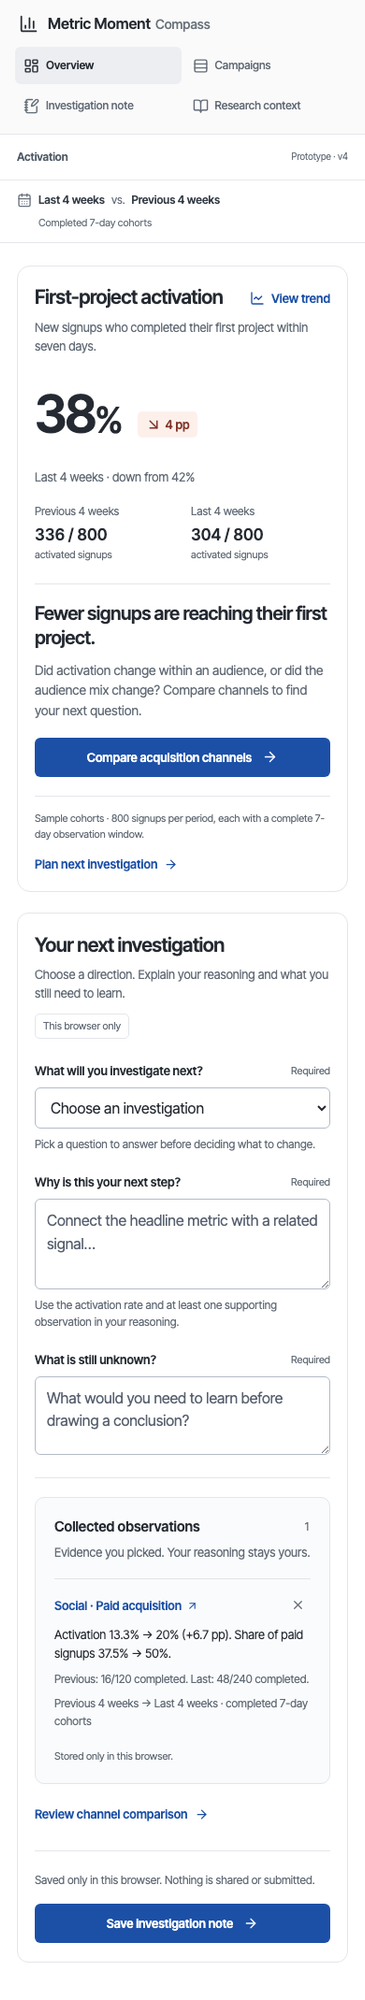 Metric Moment Compass
Overview
Campaigns
Investigation note
Research context
Activation
Prototype · v4
Last 4 weeks vs. Previous 4 weeks
Completed 7-day cohorts
First-project activation
View trend
New signups who completed their first project within
seven days.
38%
4 pp
Last 4 weeks · down from 42%
Previous 4 weeks
Last 4 weeks
336 / 800
304 / 800
activated signups
activated signups
Fewer signups are reaching their first
project.
Did activation change within an audience, or did the
audience mix change? Compare channels to find
your next question.
Compare acquisition channels →
Sample cohorts · 800 signups per period, each with a complete 7-
day observation window.
Plan next investigation →
Your next investigation
Choose a direction. Explain your reasoning and what you
still need to learn.
This browser only
What will you investigate next?
Required
Choose an investigation
Pick a question to answer before deciding what to change.
Why is this your next step?
Required
Connect the headline metric with a related
signal...
Use the activation rate and at least one supporting
observation in your reasoning.
What is still unknown?
Required
What would you need to learn before
drawing a conclusion?
Collected observations
1
Evidence you picked. Your reasoning stays yours.
Social · Paid acquisition ↗
Activation 13.3% → 20% (+6.7 pp). Share of paid
signups 37.5% → 50%.
Previous: 16/120 completed. Last: 48/240 completed.
Previous 4 weeks → Last 4 weeks · completed 7-day
cohorts
Stored only in this browser.
Review channel comparison →
Saved only in this browser. Nothing is shared or submitted.
Save investigation note →